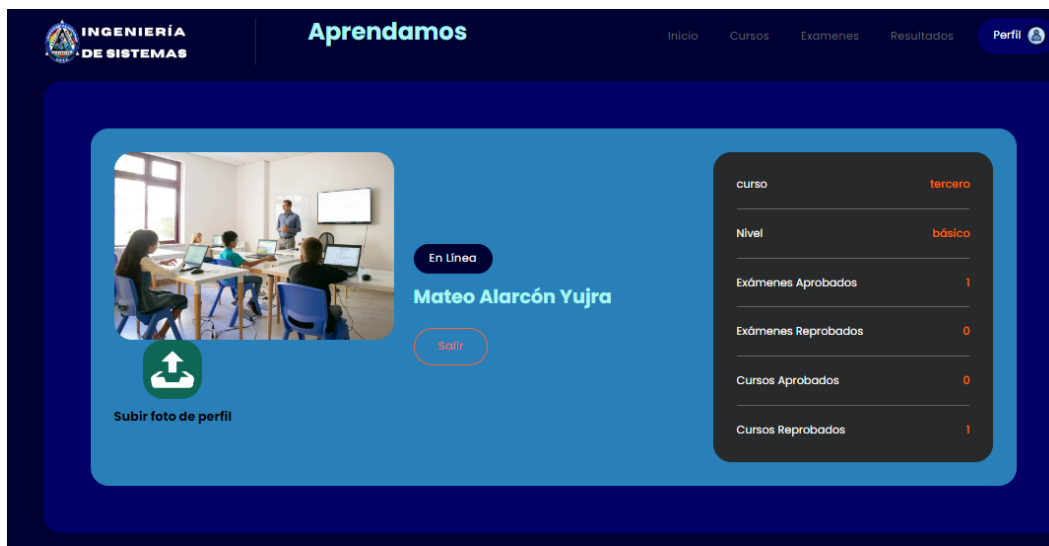 INGENIERÍA
DE SISTEMAS
Aprendamos
Inicio
Cursos
Examenes
Resultados
Perfil
En Línea
Mateo Alarcón Yujra
Salir
Subir foto de perfil
curso tercero
Nivel básico
Exámenes Aprobados 1
Exámenes Reprobados 0
Cursos Aprobados 0
Cursos Reprobados 1